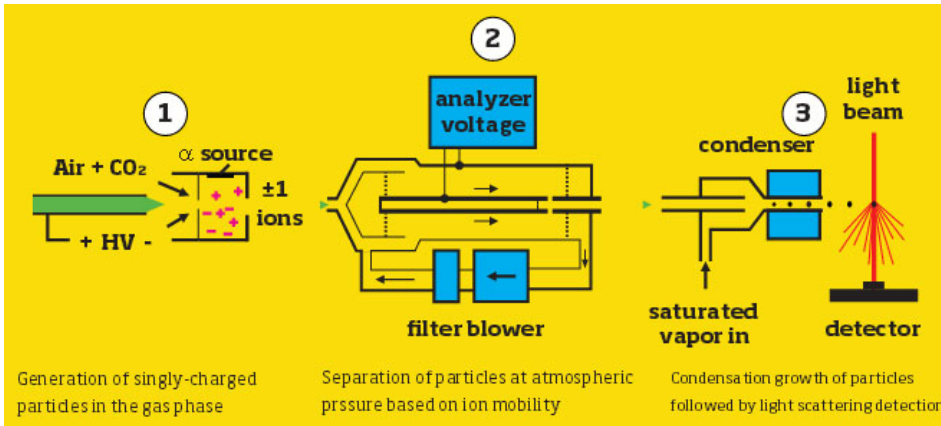 1
Air + CO₂
α source
±1
ions
+ HV -
Generation of singly-charged
particles in the gas phase
2
analyzer
voltage
filter blower
Separation of particles at atmospheric
prssure based on ion mobility
3
light
beam
condenser
saturated
vapor in
detector
Condensation growth of particles
followed by light scattering detection